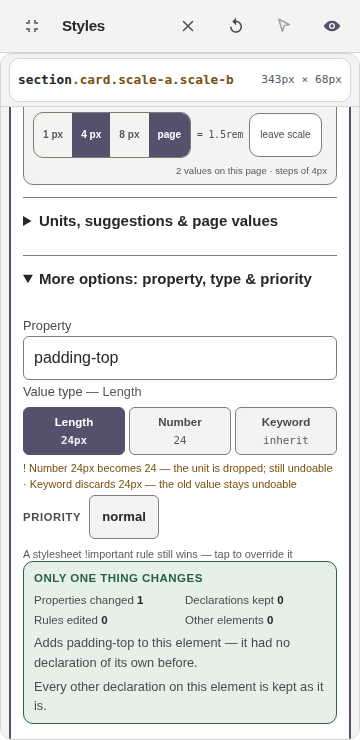 Styles
section.card.scale-a.scale-b 343px × 68px
1 px 4 px 8 px page = 1.5rem leave scale
2 values on this page · steps of 4px
Units, suggestions & page values
More options: property, type & priority
Property
padding-top
Value type — Length
Length Number Keyword
24px 24 inherit
! Number 24px becomes 24 — the unit is dropped; still undoable
· Keyword discards 24px — the old value stays undoable
PRIORITY normal
A stylesheet !important rule still wins — tap to override it
ONLY ONE THING CHANGES
Properties changed 1 Declarations kept 0
Rules edited 0 Other elements 0
Adds padding-top to this element — it had no
declaration of its own before.
Every other declaration on this element is kept as it
is.